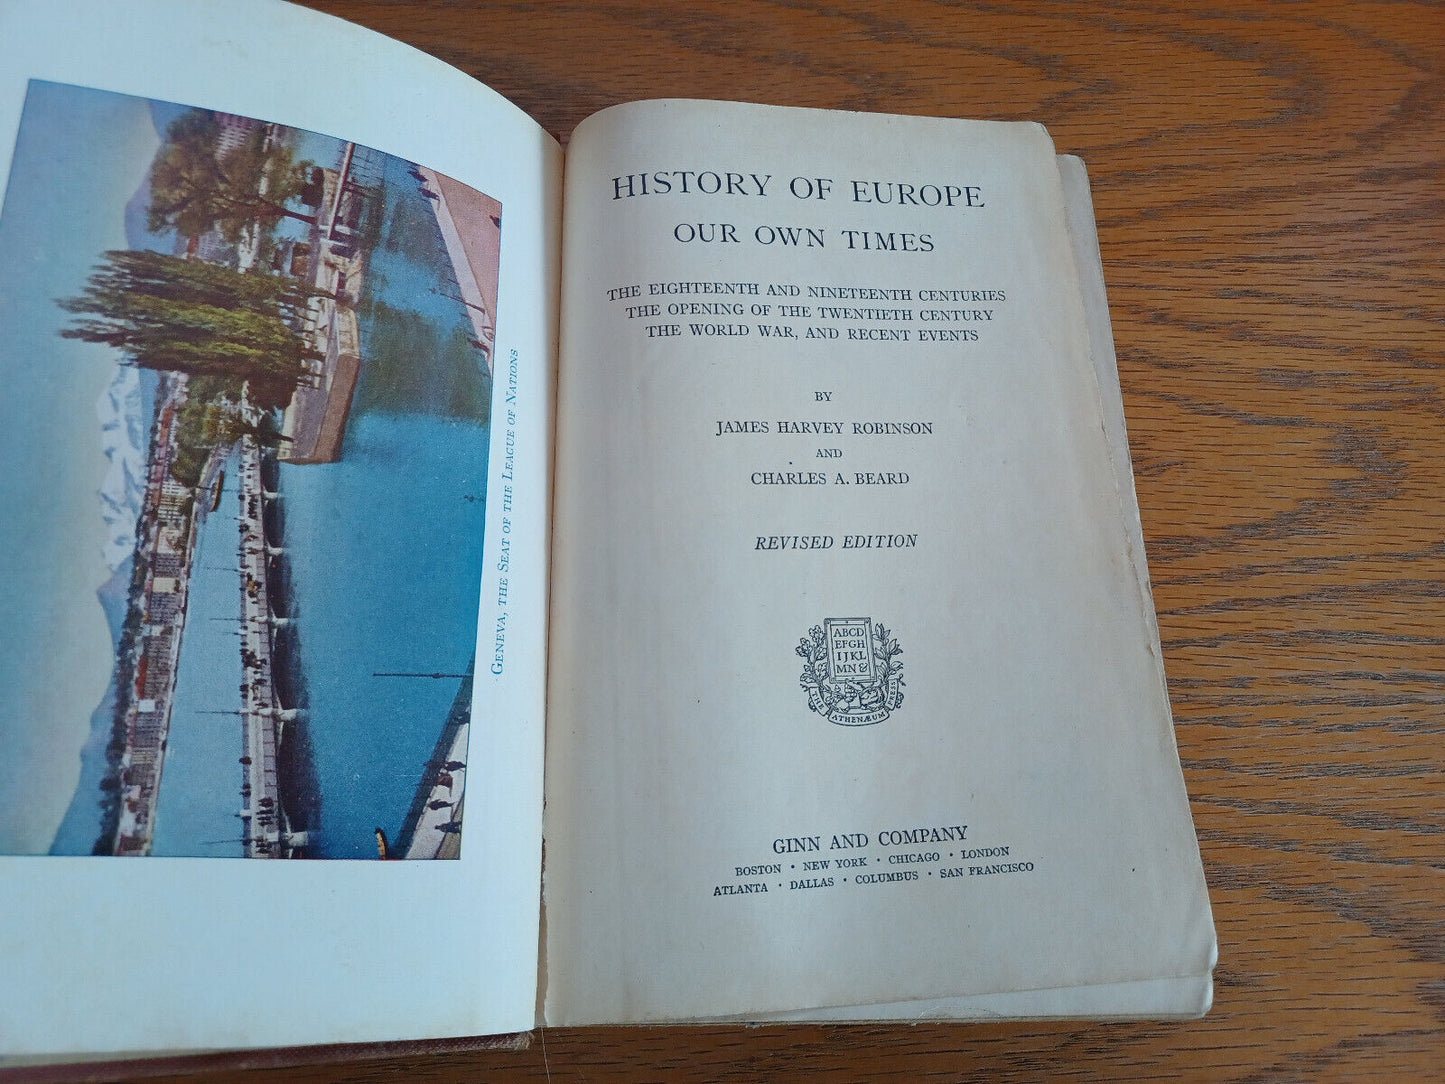 GENEVA, THE SEAT OF THE LEAGUE OF NATIONS
HISTORY OF EUROPE
OUR OWN TIMES
THE EIGHTEENTH AND NINETEENTH CENTURIES
THE OPENING OF THE TWENTIETH CENTURY
THE WORLD WAR, AND RECENT EVENTS
BY
JAMES HARVEY ROBINSON
AND
CHARLES A. BEARD
REVISED EDITION
ABCD
EFGH
IJKL
MN&
THE ATHENÆUM PRESS
GINN AND COMPANY
BOSTON · NEW YORK · CHICAGO · LONDON
ATLANTA · DALLAS · COLUMBUS · SAN FRANCISCO